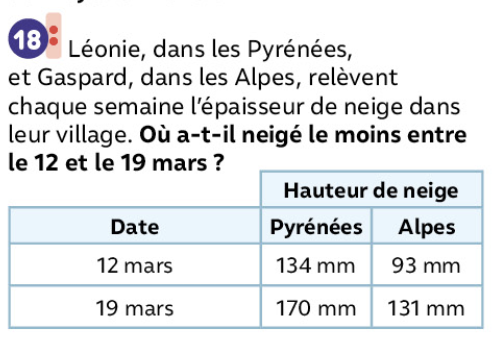 18
Léonie, dans les Pyrénées,
et Gaspard, dans les Alpes, relèvent
chaque semaine l'épaisseur de neige dans
leur village. Où a-t-il neigé le moins entre
le 12 et le 19 mars ?
Hauteur de neige
Date Pyrénées Alpes
12 mars 134 mm 93 mm
19 mars 170 mm 131 mm